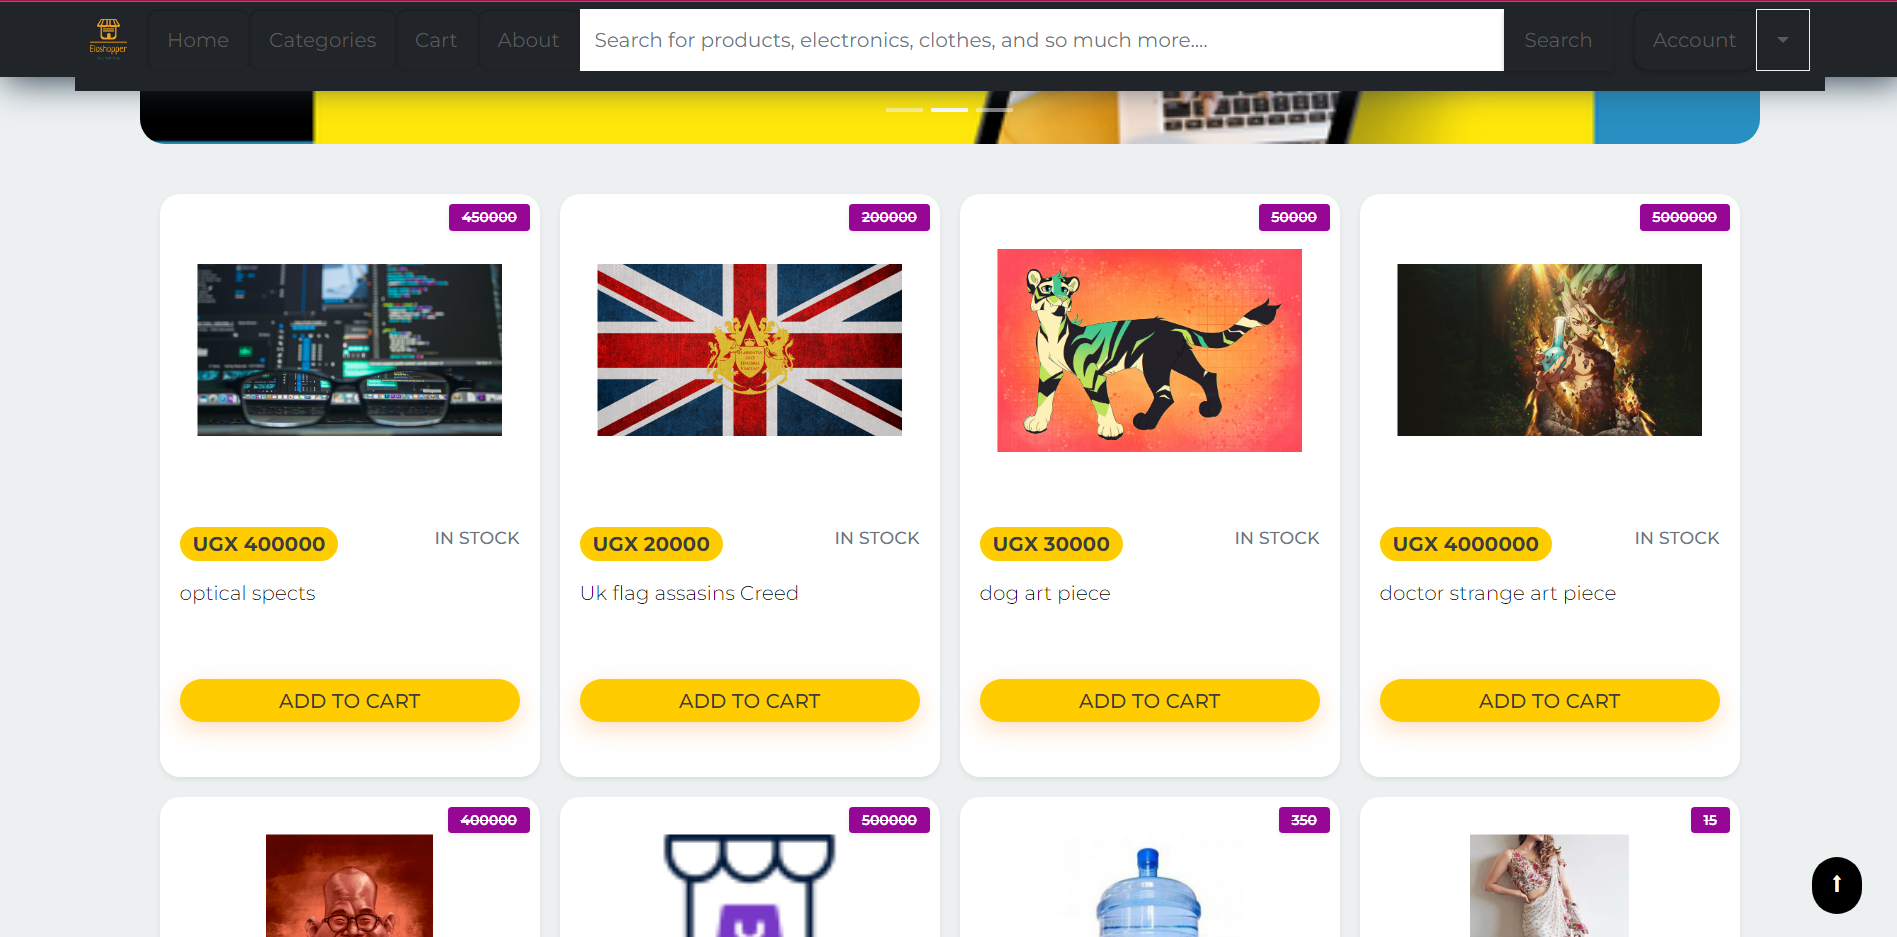 Eloshopper
Home
Categories
Cart
About
Search for products, electronics, clothes, and so much more....
Search
Account
450000
200000
50000
5000000
UGX 400000
IN STOCK
UGX 20000
IN STOCK
UGX 30000
IN STOCK
UGX 4000000
IN STOCK
optical spects
Uk flag assasins Creed
dog art piece
doctor strange art piece
ADD TO CART
ADD TO CART
ADD TO CART
ADD TO CART
400000
500000
350
15